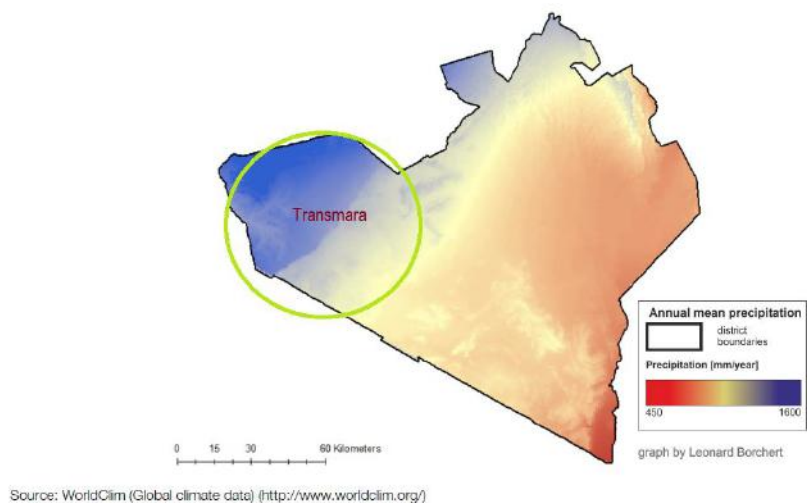 Transmara
Annual mean precipitation
district
boundaries
Precipitation [mm/year]
450 1600
0 15 30 60 Kilometers
graph by Leonard Borchert
Source: WorldClim (Global climate data) (http://www.worldclim.org/)